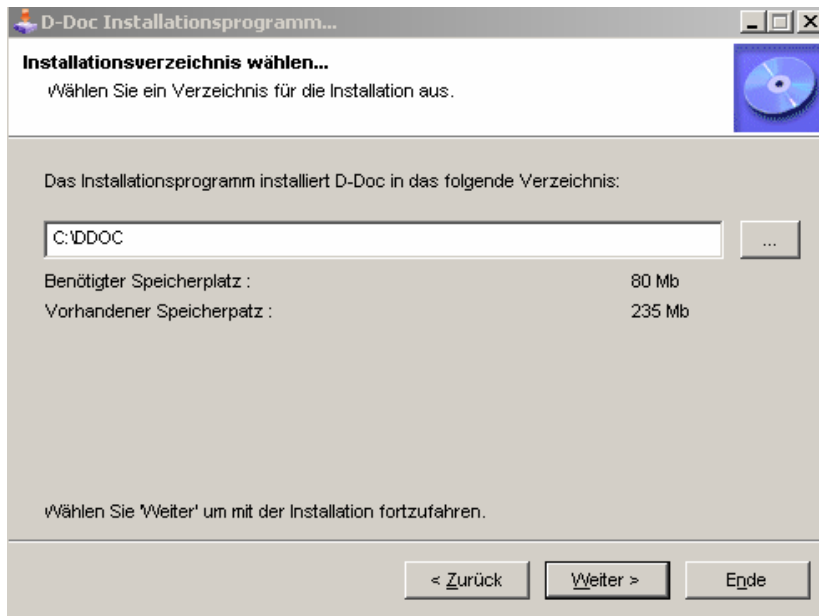 D-Doc Installationsprogramm...
Installationsverzeichnis wählen...
Wählen Sie ein Verzeichnis für die Installation aus.
Das Installationsprogramm installiert D-Doc in das folgende Verzeichnis:
C:\DDOC
...
Benötigter Speicherplatz : 80 Mb
Vorhandener Speicherpatz : 235 Mb
Wählen Sie 'Weiter' um mit der Installation fortzufahren.
< Zurück Weiter > Ende